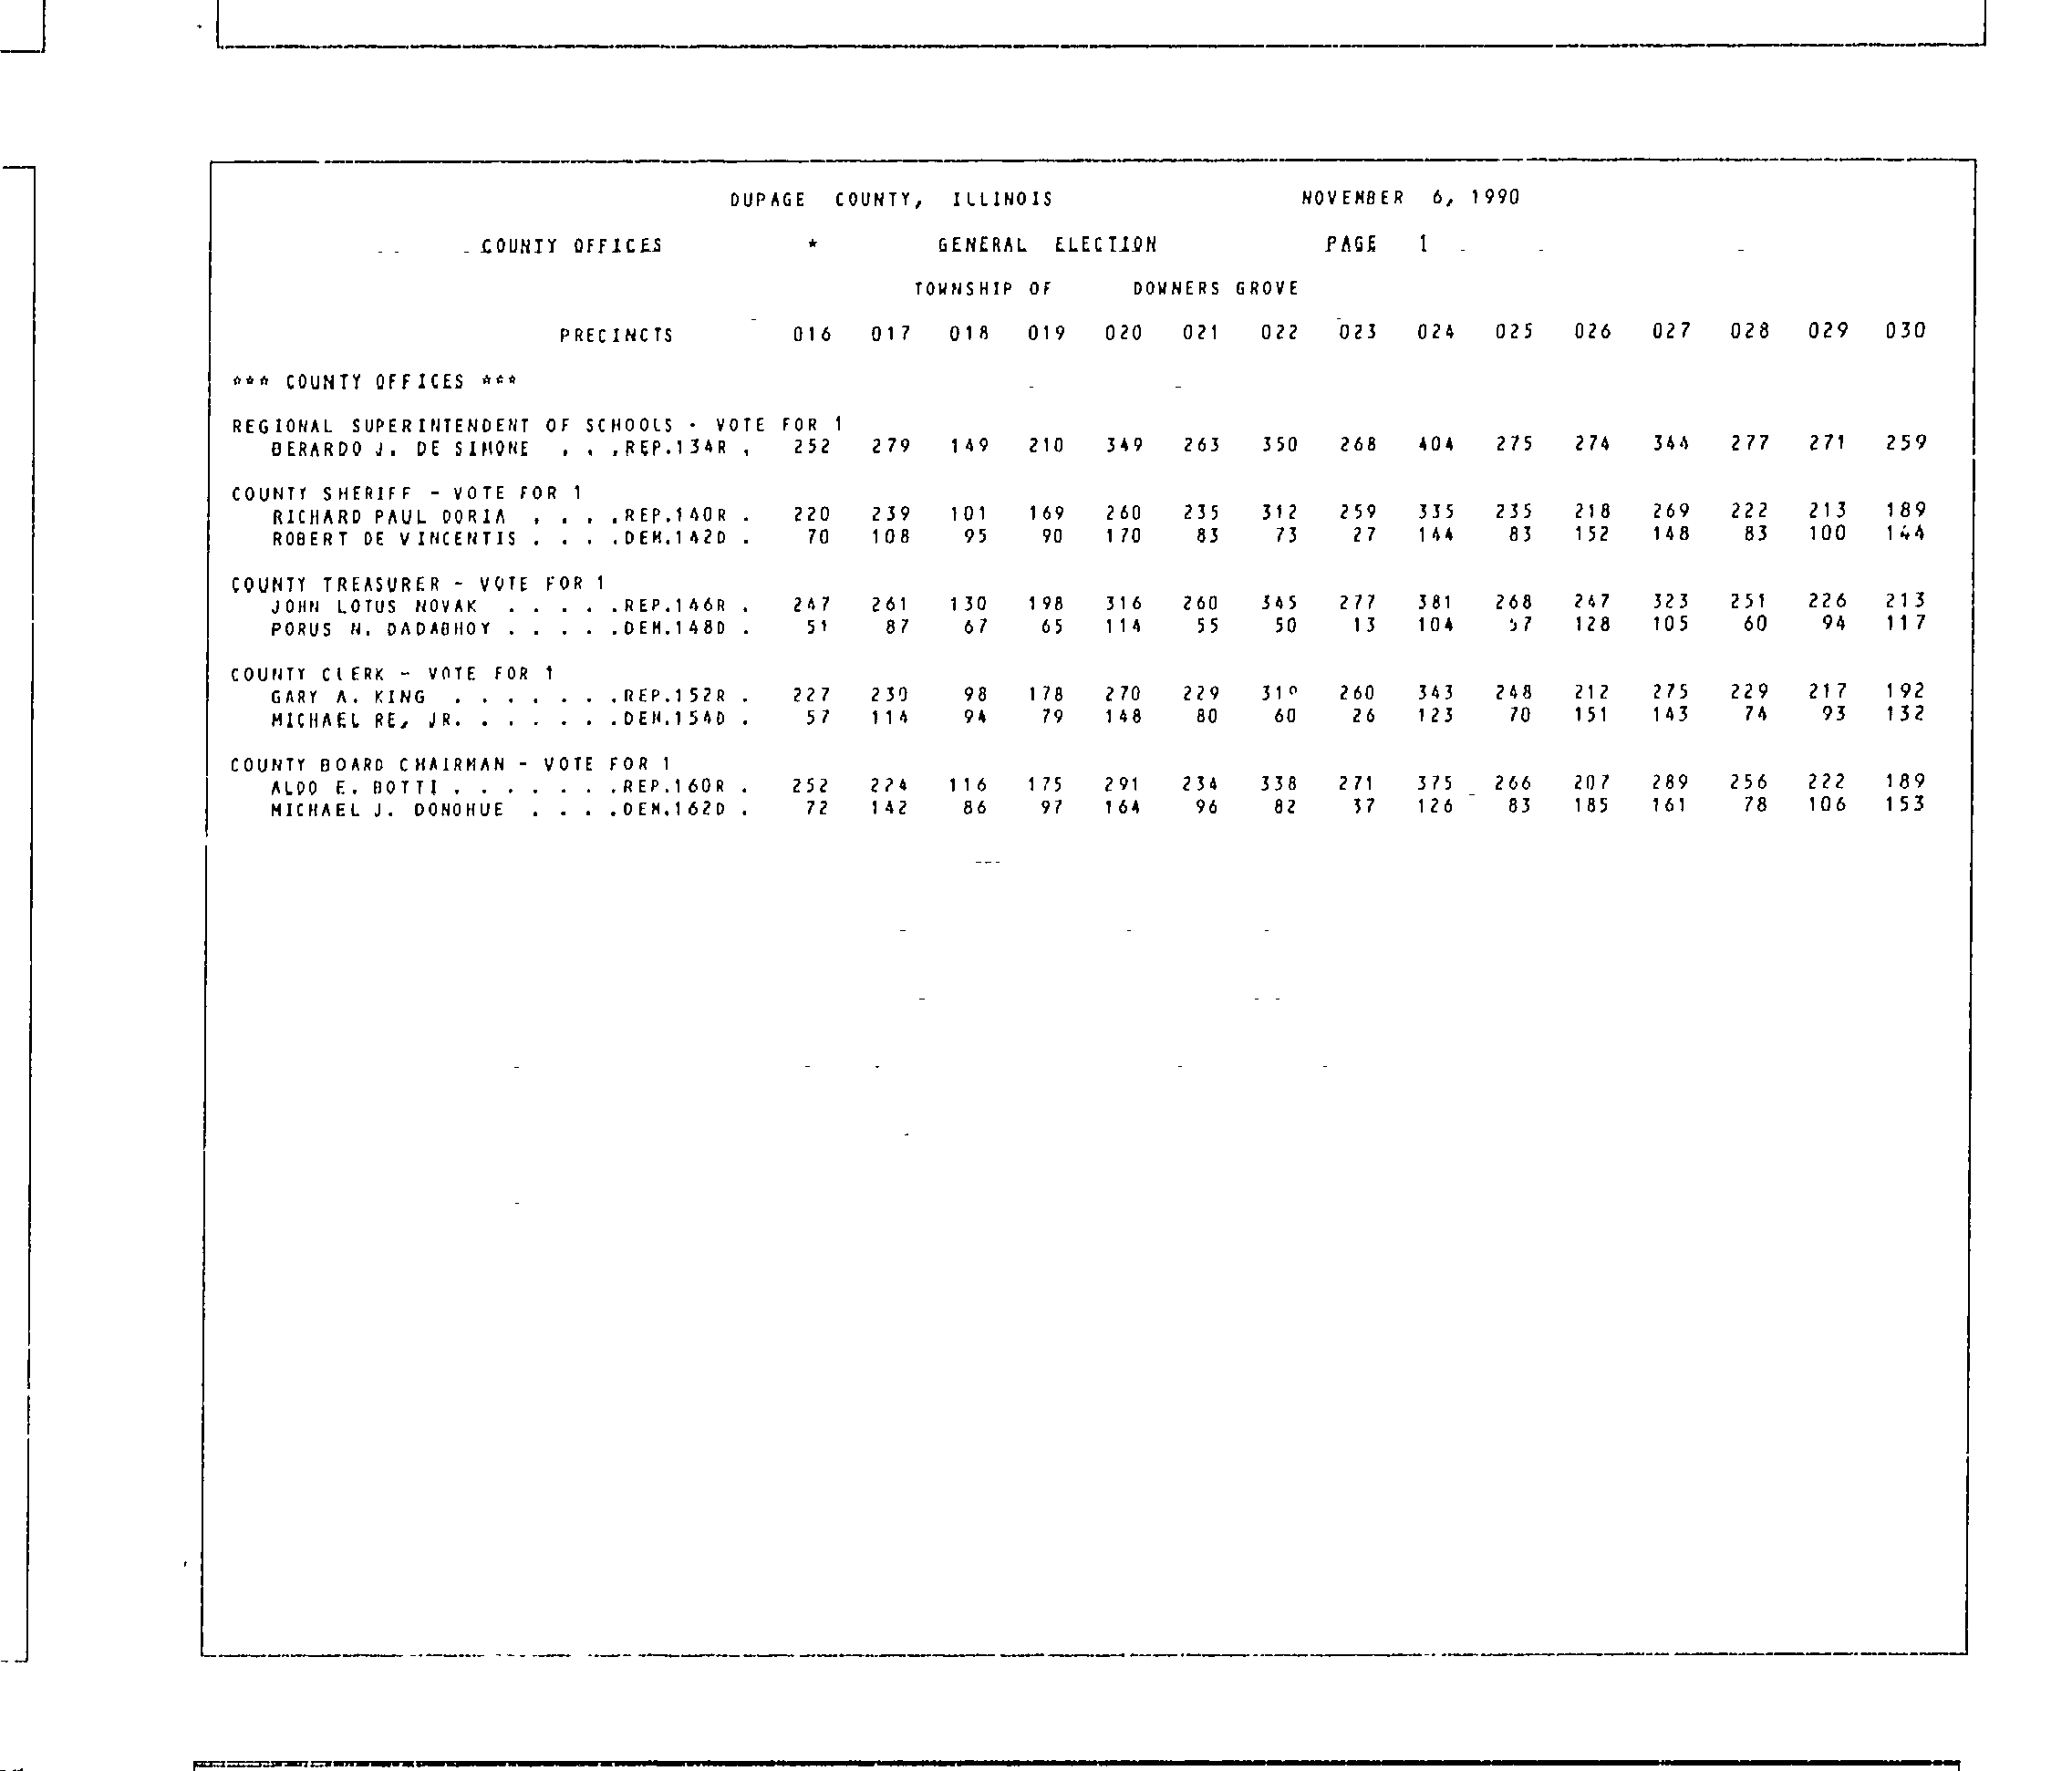 DUPAGE COUNTY, ILLINOIS NOVEMBER 6, 1990
COUNTY OFFICES * GENERAL ELECTION PAGE 1
TOWNSHIP OF DOWNERS GROVE
PRECINCTS 016 017 018 019 020 021 022 023 024 025 026 027 028 029 030
*** COUNTY OFFICES ***
REGIONAL SUPERINTENDENT OF SCHOOLS - VOTE FOR 1
BERARDO J. DE SIMONE . . .REP.134R . 252 279 149 210 349 263 350 268 404 275 274 344 277 271 259
COUNTY SHERIFF - VOTE FOR 1
RICHARD PAUL DORIA . . . .REP.140R . 220 239 101 169 260 235 312 259 335 235 218 269 222 213 189
ROBERT DE VINCENTIS . . . .DEM.142D . 70 108 95 90 170 83 73 27 144 83 152 148 83 100 144
COUNTY TREASURER - VOTE FOR 1
JOHN LOTUS NOVAK . . . . .REP.146R . 247 261 130 198 316 260 345 277 381 268 247 323 251 226 213
PORUS N. DADABHOY . . . . .DEM.148D . 51 87 67 65 114 55 50 13 104 57 128 105 60 94 117
COUNTY CLERK - VOTE FOR 1
GARY A. KING . . . . . . .REP.152R . 227 230 98 178 270 229 260 343 248 212 275 229 217 192
MICHAEL RE, JR. . . . . . .DEM.154D . 57 114 94 79 148 80 60 26 123 70 151 143 74 93 132
COUNTY BOARD CHAIRMAN - VOTE FOR 1
ALDO E. BOTTI . . . . . . .REP.160R . 252 224 116 175 291 234 338 271 375 266 207 289 256 222 189
MICHAEL J. DONOHUE . . . .DEM.162D . 72 142 86 97 164 96 82 37 126 83 185 161 78 106 153